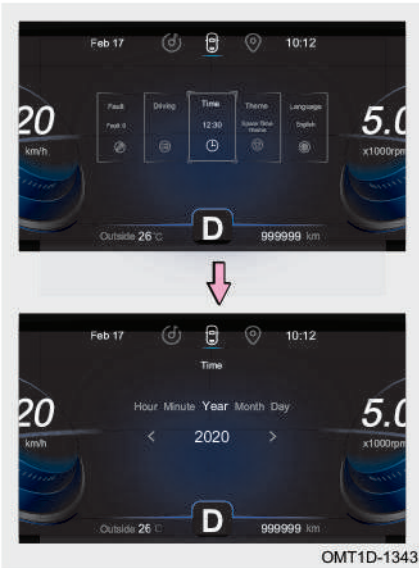 Feb 17 10:12
Fault Driving Time Theme Language
Fault 0 12:30 Space Time English
theme
20 5.0
km/h x1000rpm
D
Outside 26°C 999999 km
Feb 17 10:12
Time
Hour Minute Year Month Day
20 < 2020 > 5.0
km/h x1000rpm
D
Outside 26°C 999999 km
OMT1D-1343